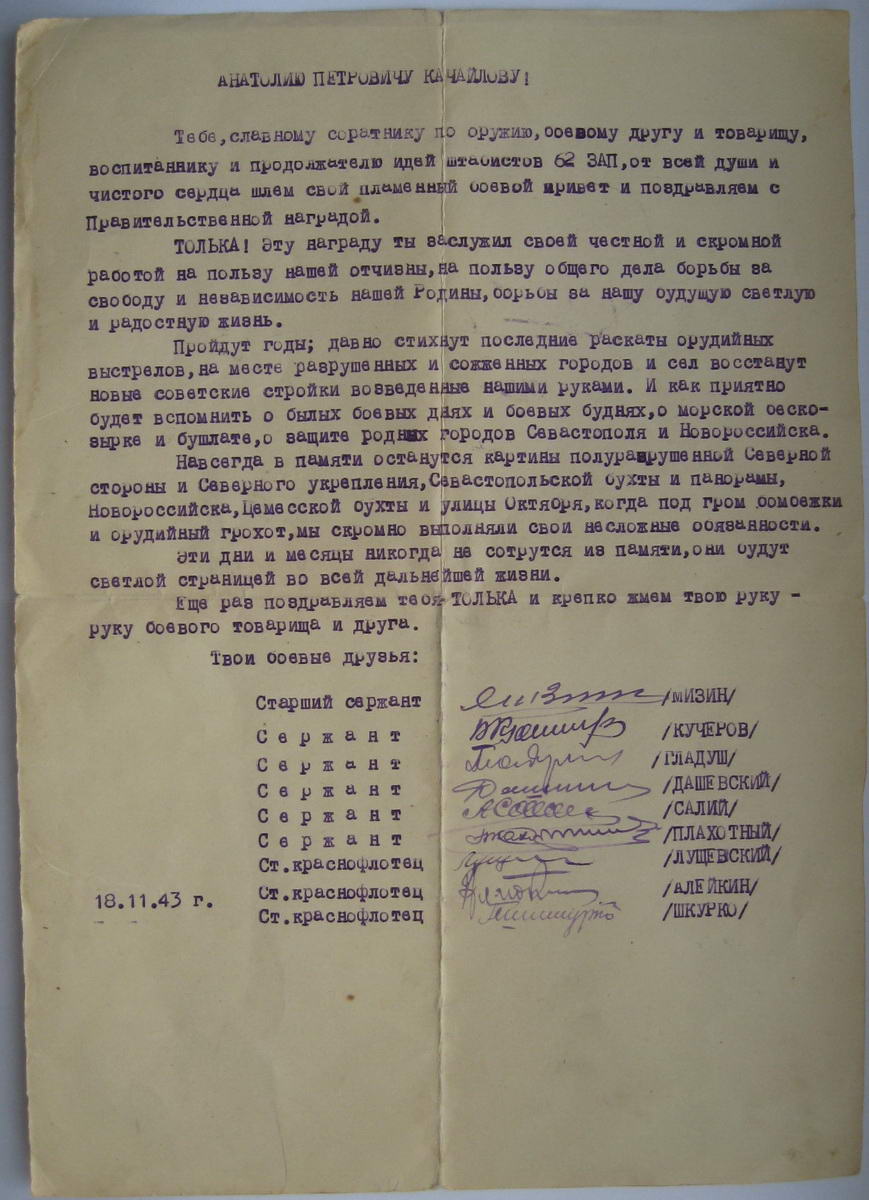 АНАТОЛИЮ ПЕТРОВИЧУ КАЧАЙЛОВУ!
Тебе,славному соратнику по оружию,боевому другу и товарищу,
воспитаннику и продолжателю идей штабистов 62 ЗАП,от всей души и
чистого сердца шлем свой пламенный боевой привет и поздравляем с
Правительственной наградой.
ТОЛЬКА! Эту награду ты заслужил своей честной и скромной
работой на пользу нашей отчизны,на пользу общего дела борьбы за
свободу и независимость нашей Родины,борьбы за нашу будущую светлую
и радостную жизнь.
Пройдут годы; давно стихнут последние раскаты орудийных
выстрелов,на месте разрушенных и сожженных городов и сел восстанут
новые советские стройки возведенные нашими руками. И как приятно
будет вспомнить о былых боевых днях и боевых буднях,о морской беско-
зырке и бушлате,о защите родных городов Севастополя и Новороссийска.
Навсегда в памяти останутся картины полуразрушенной Северной
стороны и Северного укрепления,Севастопольской бухты и панорамы,
Новороссийска,Цемесской бухты и улицы Октября,когда под гром бомбежки
и орудийный грохот,мы скромно выполняли свои несложные обязанности.
Эти дни и месяцы никогда не сотрутся из памяти,они будут
светлой страницей во всей дальнейшей жизни.
Еще раз поздравляем тебя ТОЛЬКА и крепко жмем твою руку -
руку боевого товарища и друга.
Твои боевые друзья:
Старший сержант /МИЗИН/
Сержант /КУЧЕРОВ/
Сержант /ГЛАДУШ/
Сержант /ДАШЕВСКИЙ/
Сержант /САЛИЙ/
Сержант /ПЛАХОТНЫЙ/
Ст.краснофлотец /ЛУЩЕВСКИЙ/
18.11.43 г. Ст.краснофлотец /АЛЕЙКИН/
Ст.краснофлотец /ШКУРКО/